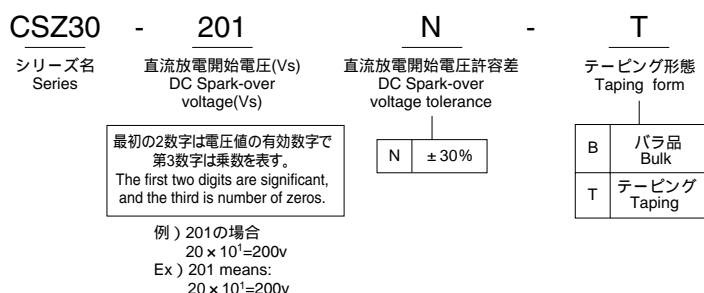 CSZ30 - 201 N - T
シリーズ名
Series
直流放電開始電圧(Vs)
DC Spark-over
voltage(Vs)
直流放電開始電圧許容差
DC Spark-over
voltage tolerance
テーピング形態
Taping form
最初の2数字は電圧値の有効数字で
第3数字は乗数を表す。
The first two digits are significant,
and the third is number of zeros.
N ±30%
B バラ品
Bulk
T テーピング
Taping
例）201の場合
20×10¹=200v
Ex）201 means:
20×10¹=200v